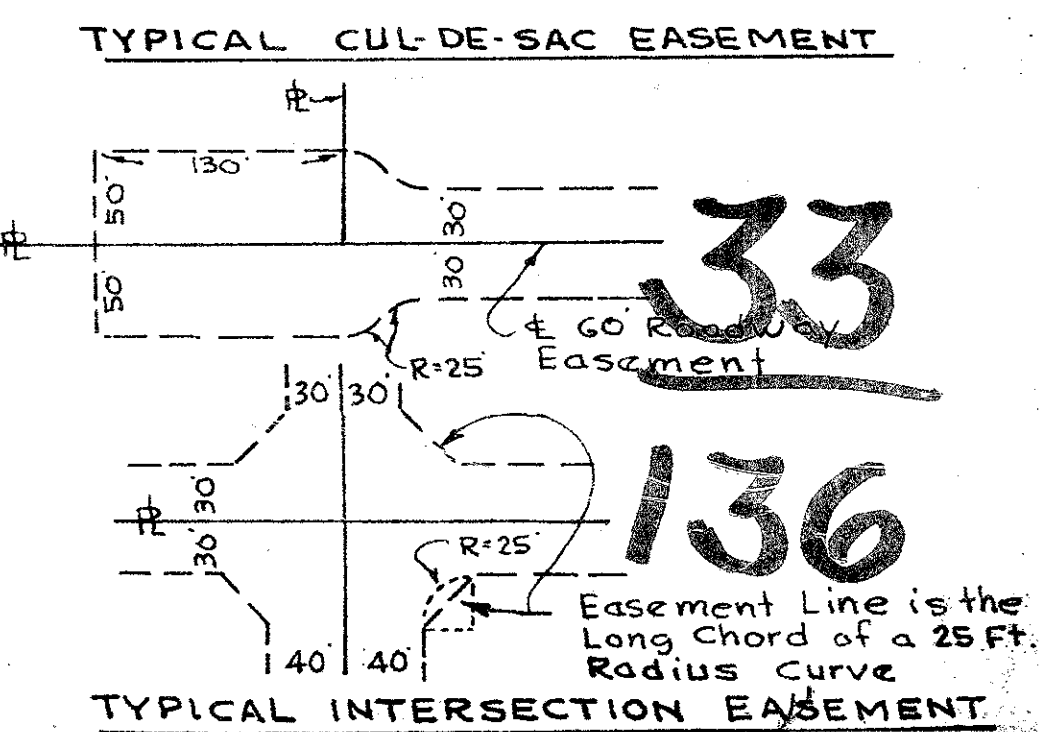 TYPICAL CUL-DE-SAC EASEMENT
PL
130'
50'
30'
33
PL
50'
30'
℄ 60' Roadway
Easement
R=25'
30' 30'
30'
PL
136
30'
R=25'
Easement Line is the
Long Chord of a 25 Ft.
Radius Curve
40' 40'
TYPICAL INTERSECTION EASEMENT